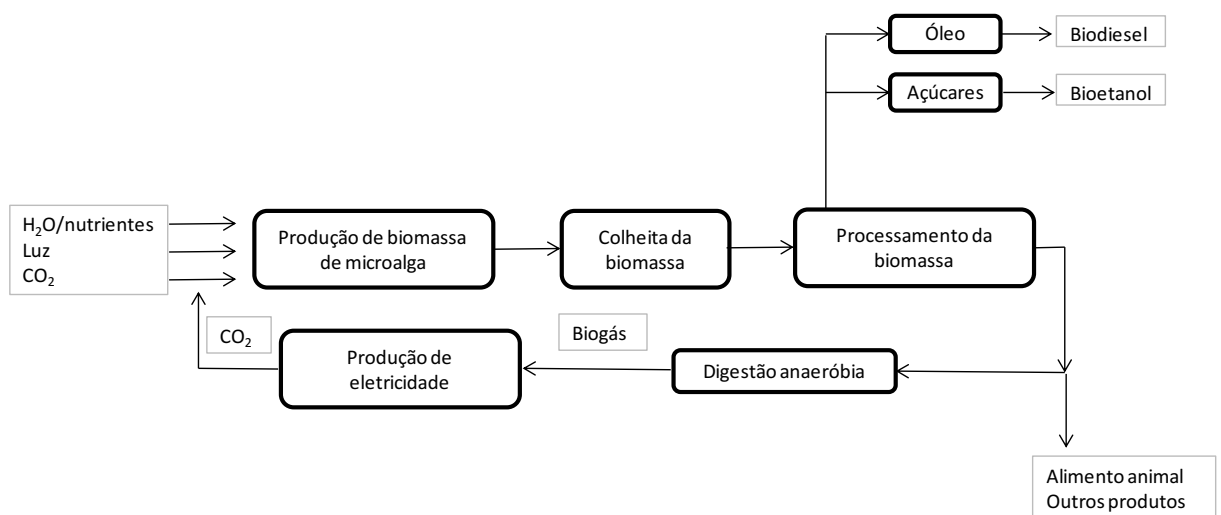 Óleo
Biodiesel
Açúcares
Bioetanol
H₂O/nutrientes
Luz
CO₂
Produção de biomassa
de microalga
Colheita da
biomassa
Processamento da
biomassa
CO₂
Produção de
eletricidade
Biogás
Digestão anaeróbia
Alimento animal
Outros produtos